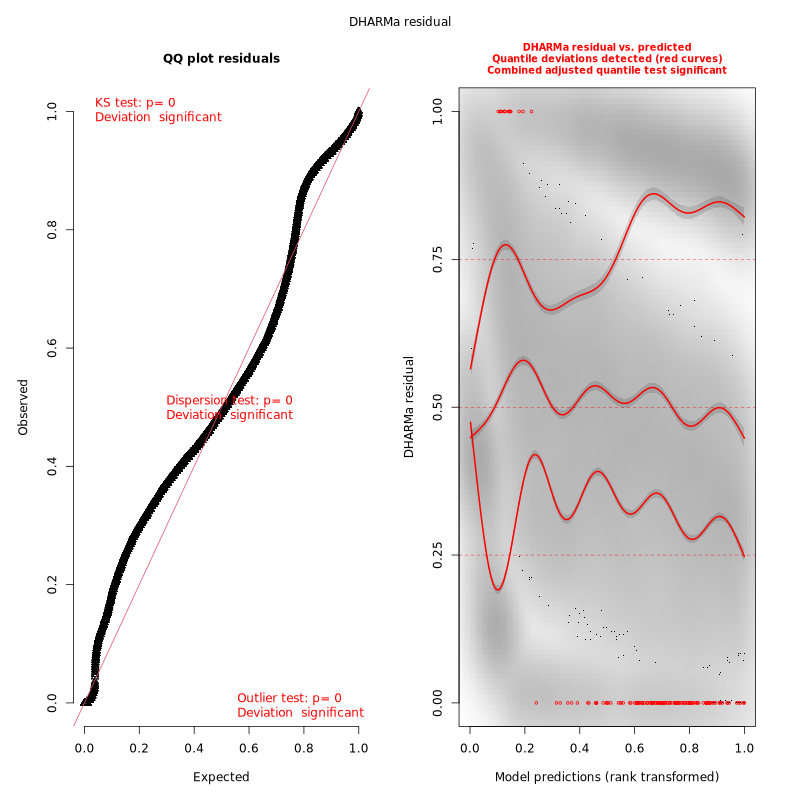 DHARMa residual
QQ plot residuals
KS test: p= 0
Deviation  significant
Dispersion test: p= 0
Deviation  significant
Outlier test: p= 0
Deviation  significant
Observed
0.0
0.2
0.4
0.6
0.8
1.0
0.0
0.2
0.4
0.6
0.8
1.0
Expected
DHARMa residual vs. predicted
Quantile deviations detected (red curves)
Combined adjusted quantile test significant
DHARMa residual
0.00
0.25
0.50
0.75
1.00
0.0
0.2
0.4
0.6
0.8
1.0
Model predictions (rank transformed)